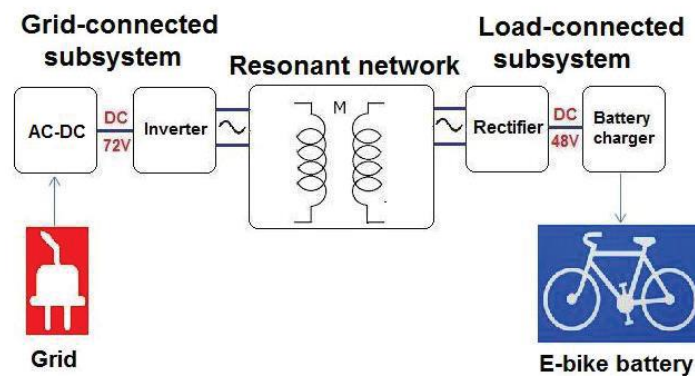 Grid-connected
subsystem
Resonant network
Load-connected
subsystem
AC-DC
DC
72V
Inverter
M
Rectifier
DC
48V
Battery
charger
Grid
E-bike battery